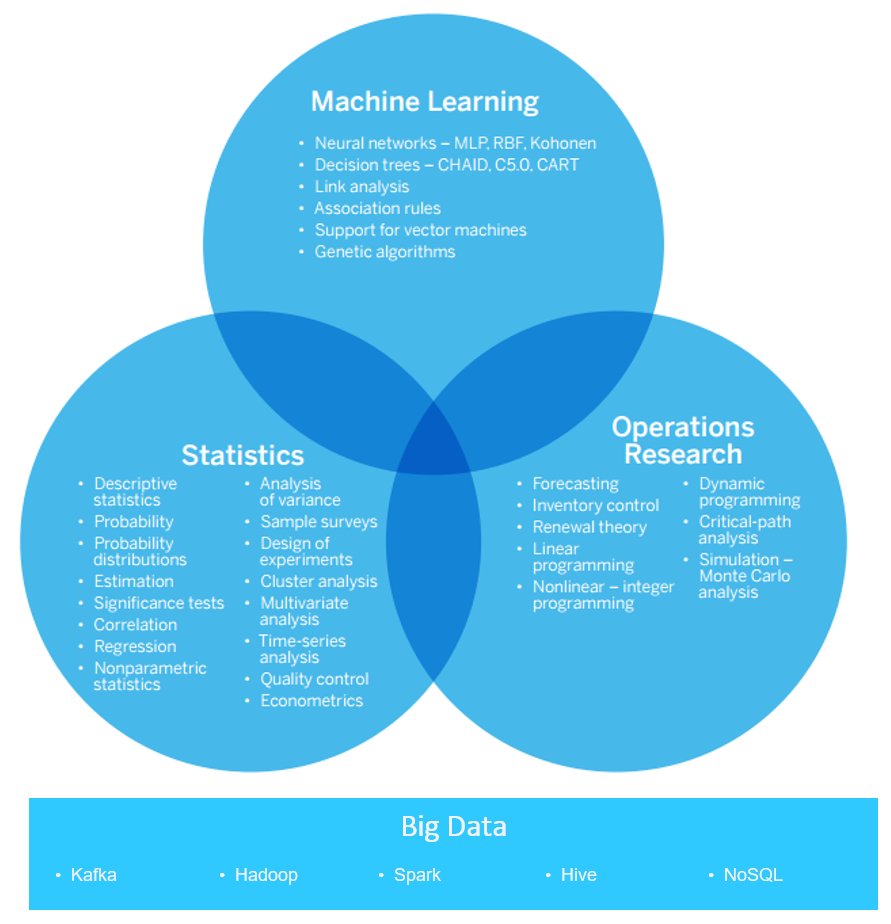 Machine Learning
• Neural networks – MLP, RBF, Kohonen
• Decision trees – CHAID, C5.0, CART
• Link analysis
• Association rules
• Support for vector machines
• Genetic algorithms
Statistics
• Descriptive
statistics
• Probability
• Probability
distributions
• Estimation
• Significance tests
• Correlation
• Regression
• Nonparametric
statistics
• Analysis
of variance
• Sample surveys
• Design of
experiments
• Cluster analysis
• Multivariate
analysis
• Time-series
analysis
• Quality control
• Econometrics
Operations
Research
• Forecasting
• Inventory control
• Renewal theory
• Linear
programming
• Nonlinear – integer
programming
• Dynamic
programming
• Critical-path
analysis
• Simulation –
Monte Carlo
analysis
Big Data
• Kafka
• Hadoop
• Spark
• Hive
• NoSQL